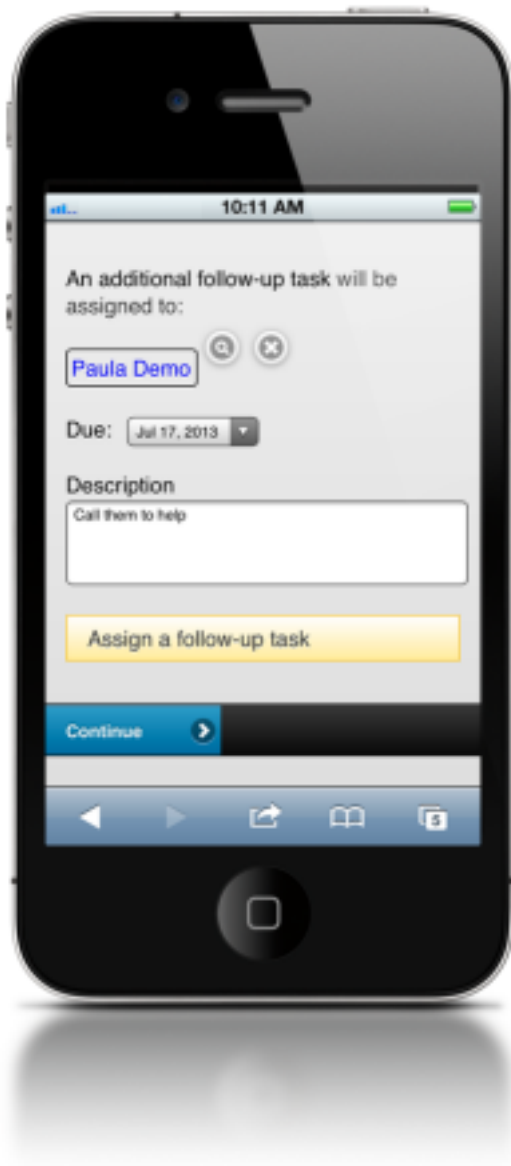 10:11 AM
An additional follow-up task will be
assigned to:
Paula Demo
Due: Jul 17, 2013
Description
Call them to help
Assign a follow-up task
Continue
5